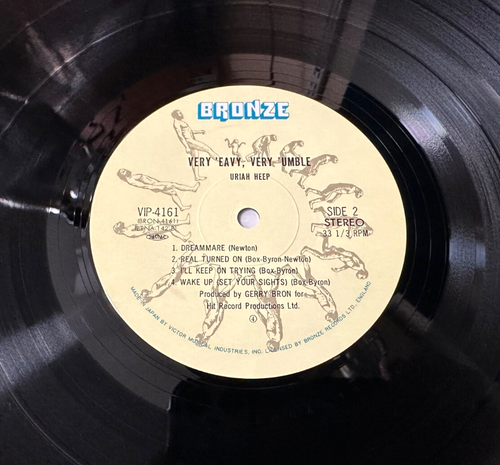 BRONZE
VERY 'EAVY, VERY 'UMBLE
URIAH HEEP
VIP-4161
(BRON-4161)
SIDE 2
STEREO
33 1/3 RPM
1. DREAMMARE (Newton)
2. REAL TURNED ON (Box-Byron-Newton)
3. I'LL KEEP ON TRYING (Box-Byron)
4. WAKE UP (SET YOUR SIGHTS) (Box-Byron)
Produced by GERRY BRON for
Hit Record Productions Ltd.
MADE IN JAPAN BY VICTOR MUSICAL INDUSTRIES, INC. LICENSED BY BRONZE RECORDS LTD. ENGLAND